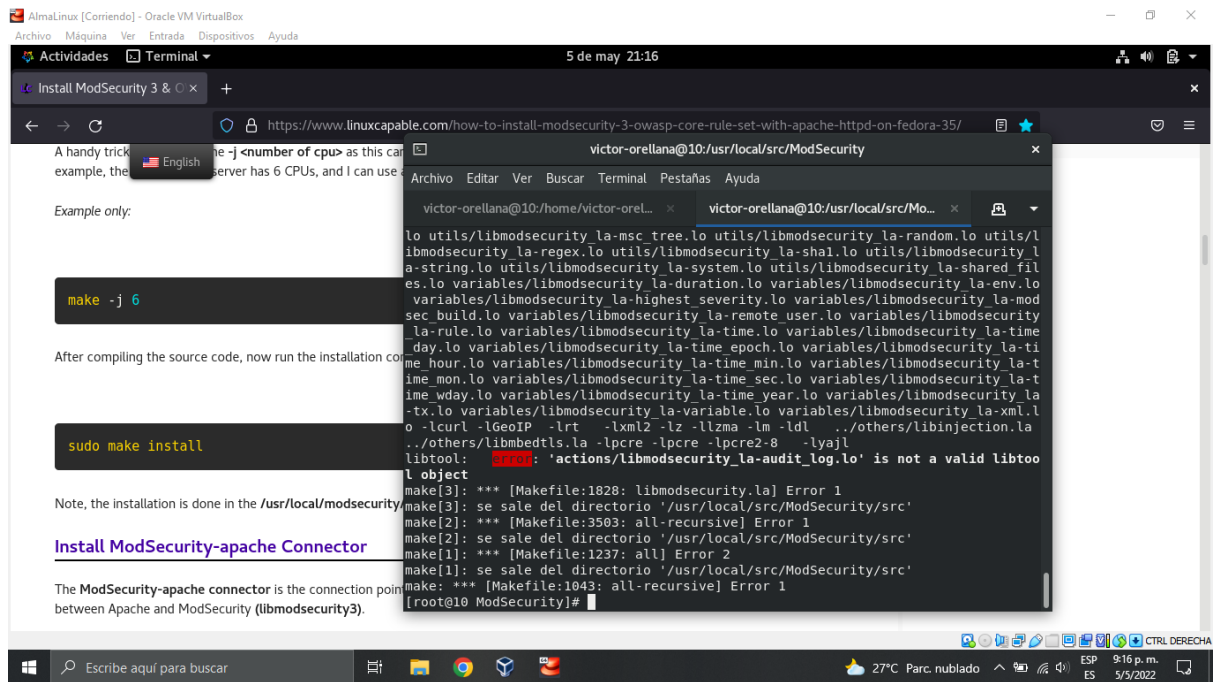 AlmaLinux [Corriendo] - Oracle VM VirtualBox
Archivo Máquina Ver Entrada Dispositivos Ayuda
Actividades Terminal 5 de may 21:16
Install ModSecurity 3 & O
https://www.linuxcapable.com/how-to-install-modsecurity-3-owasp-core-rule-set-with-apache-httpd-on-fedora-35/
A handy trick -j <number of cpu> as this car
English
example, the server has 6 CPUs, and I can use
Example only:
make -j 6
After compiling the source code, now run the installation con
sudo make install
Note, the installation is done in the /usr/local/modsecurity/
Install ModSecurity-apache Connector
The ModSecurity-apache connector is the connection point
between Apache and ModSecurity (libmodsecurity3).
victor-orellana@10:/usr/local/src/ModSecurity
Archivo Editar Ver Buscar Terminal Pestañas Ayuda
victor-orellana@10:/home/victor-orel... victor-orellana@10:/usr/local/src/Mo...
lo utils/libmodsecurity_la-msc_tree.lo utils/libmodsecurity_la-random.lo utils/l
ibmodsecurity_la-regex.lo utils/libmodsecurity_la-sha1.lo utils/libmodsecurity_l
a-string.lo utils/libmodsecurity_la-system.lo utils/libmodsecurity_la-shared_fil
es.lo variables/libmodsecurity_la-duration.lo variables/libmodsecurity_la-env.lo
variables/libmodsecurity_la-highest_severity.lo variables/libmodsecurity_la-mod
sec_build.lo variables/libmodsecurity_la-remote_user.lo variables/libmodsecurity
_la-rule.lo variables/libmodsecurity_la-time.lo variables/libmodsecurity_la-time
_day.lo variables/libmodsecurity_la-time_epoch.lo variables/libmodsecurity_la-ti
me_hour.lo variables/libmodsecurity_la-time_min.lo variables/libmodsecurity_la-t
ime_mon.lo variables/libmodsecurity_la-time_sec.lo variables/libmodsecurity_la-t
ime_wday.lo variables/libmodsecurity_la-time_year.lo variables/libmodsecurity_la
-tx.lo variables/libmodsecurity_la-variable.lo variables/libmodsecurity_la-xml.l
o -lcurl -lGeoIP -lrt -lxml2 -lz -llzma -lm -ldl ../others/libinjection.la
../others/libmbedtls.la -lpcre -lpcre -lpcre2-8 -lyajl
libtool: error: 'actions/libmodsecurity_la-audit_log.lo' is not a valid libtoo
l object
make[3]: *** [Makefile:1828: libmodsecurity.la] Error 1
make[3]: se sale del directorio '/usr/local/src/ModSecurity/src'
make[2]: *** [Makefile:3503: all-recursive] Error 1
make[2]: se sale del directorio '/usr/local/src/ModSecurity/src'
make[1]: *** [Makefile:1237: all] Error 2
make[1]: se sale del directorio '/usr/local/src/ModSecurity/src'
make: *** [Makefile:1043: all-recursive] Error 1
[root@10 ModSecurity]#
CTRL DERECHA
Escribe aquí para buscar
27°C Parc. nublado
ESP
ES
9:16 p. m.
5/5/2022